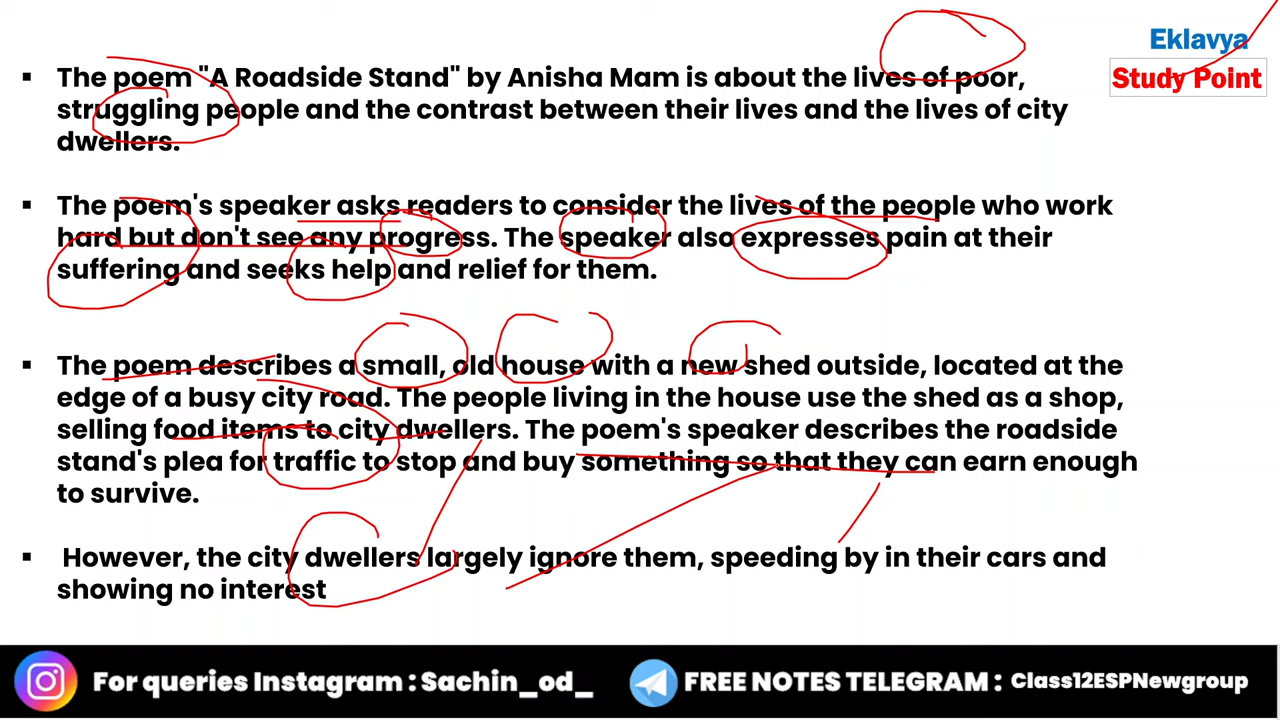 Eklavya
Study Point
▪ The poem "A Roadside Stand" by Anisha Mam is about the lives of poor,
struggling people and the contrast between their lives and the lives of city
dwellers.
▪ The poem's speaker asks readers to consider the lives of the people who work
hard but don't see any progress. The speaker also expresses pain at their
suffering and seeks help and relief for them.
▪ The poem describes a small, old house with a new shed outside, located at the
edge of a busy city road. The people living in the house use the shed as a shop,
selling food items to city dwellers. The poem's speaker describes the roadside
stand's plea for traffic to stop and buy something so that they can earn enough
to survive.
▪ However, the city dwellers largely ignore them, speeding by in their cars and
showing no interest
For queries Instagram : Sachin_od_
FREE NOTES TELEGRAM : Class12ESPNewgroup